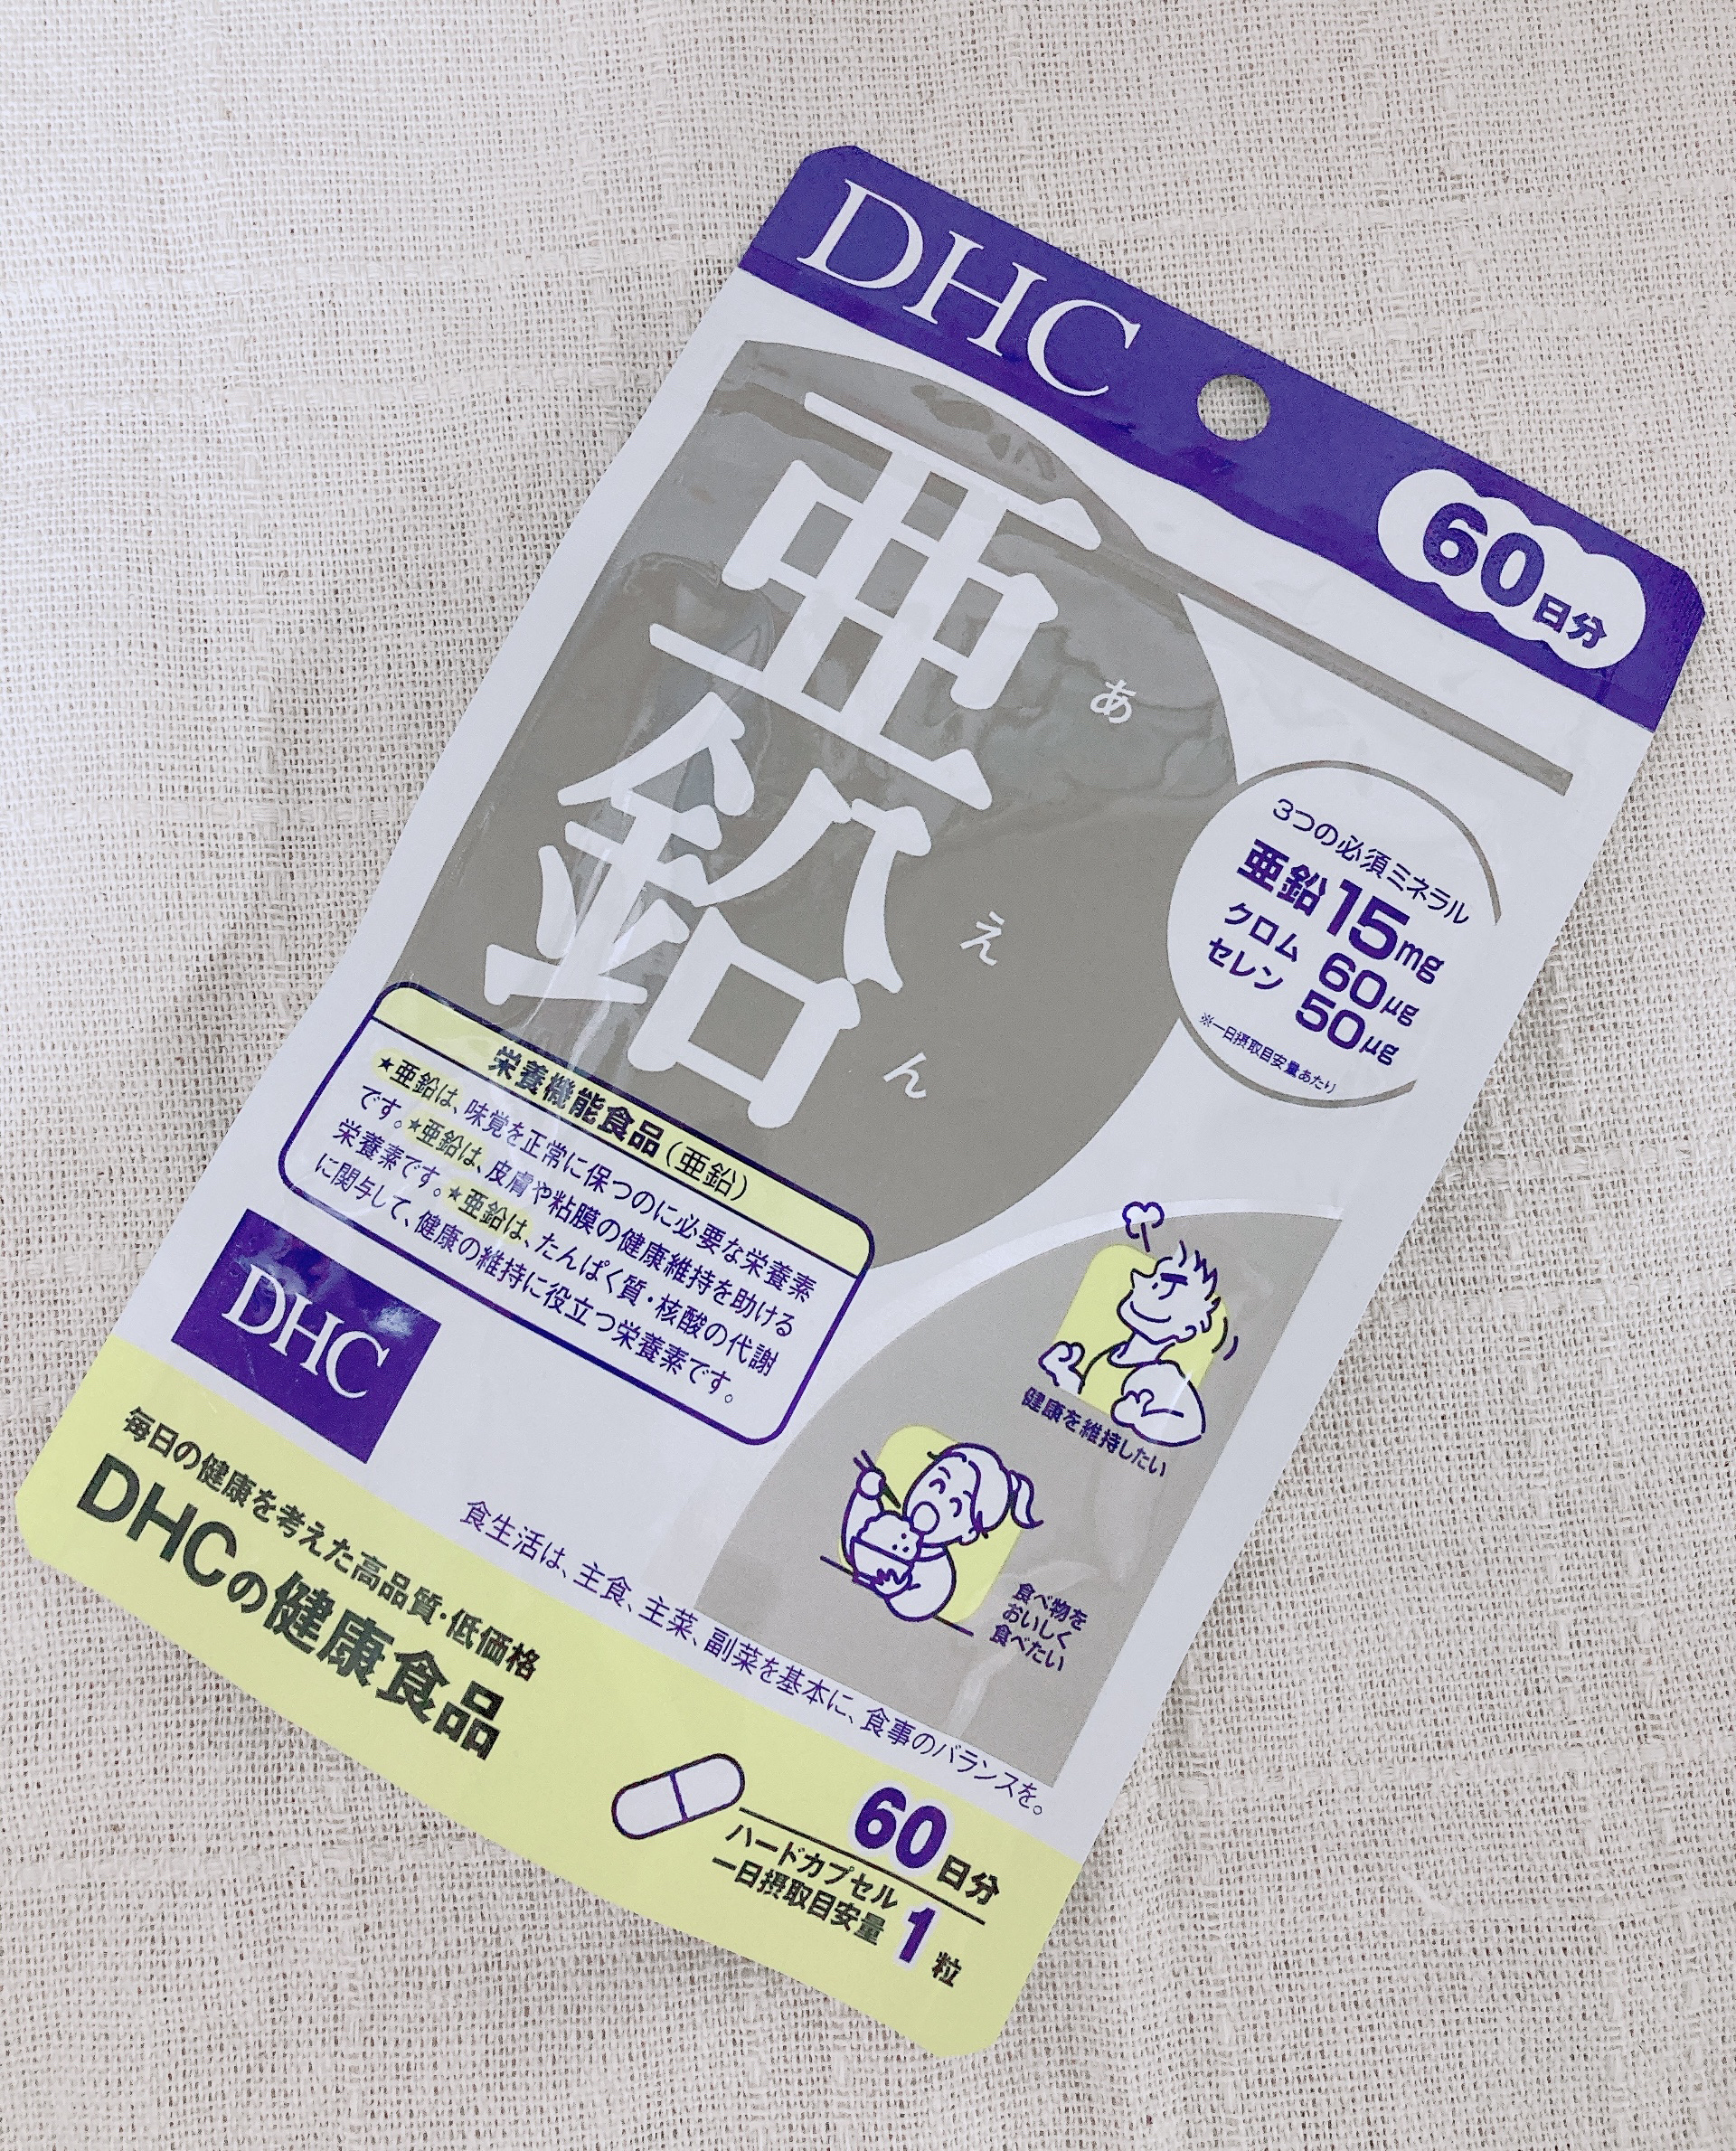 DHC
60日分
亜鉛
あえん
3つの必須ミネラル
亜鉛15mg
クロム 60μg
セレン 50μg
※一日摂取目安量あたり
栄養機能食品(亜鉛)
★亜鉛は、味覚を正常に保つのに必要な栄養素
です。★亜鉛は、皮膚や粘膜の健康維持を助ける
栄養素です。★亜鉛は、たんぱく質・核酸の代謝
に関与して、健康の維持に役立つ栄養素です。
健康を維持したい
食べ物を
おいしく
食べたい
DHC
食生活は、主食、主菜、副菜を基本に、食事のバランスを。
毎日の健康を考えた高品質・低価格
DHCの健康食品
60日分
ハードカプセル
一日摂取目安量 1粒